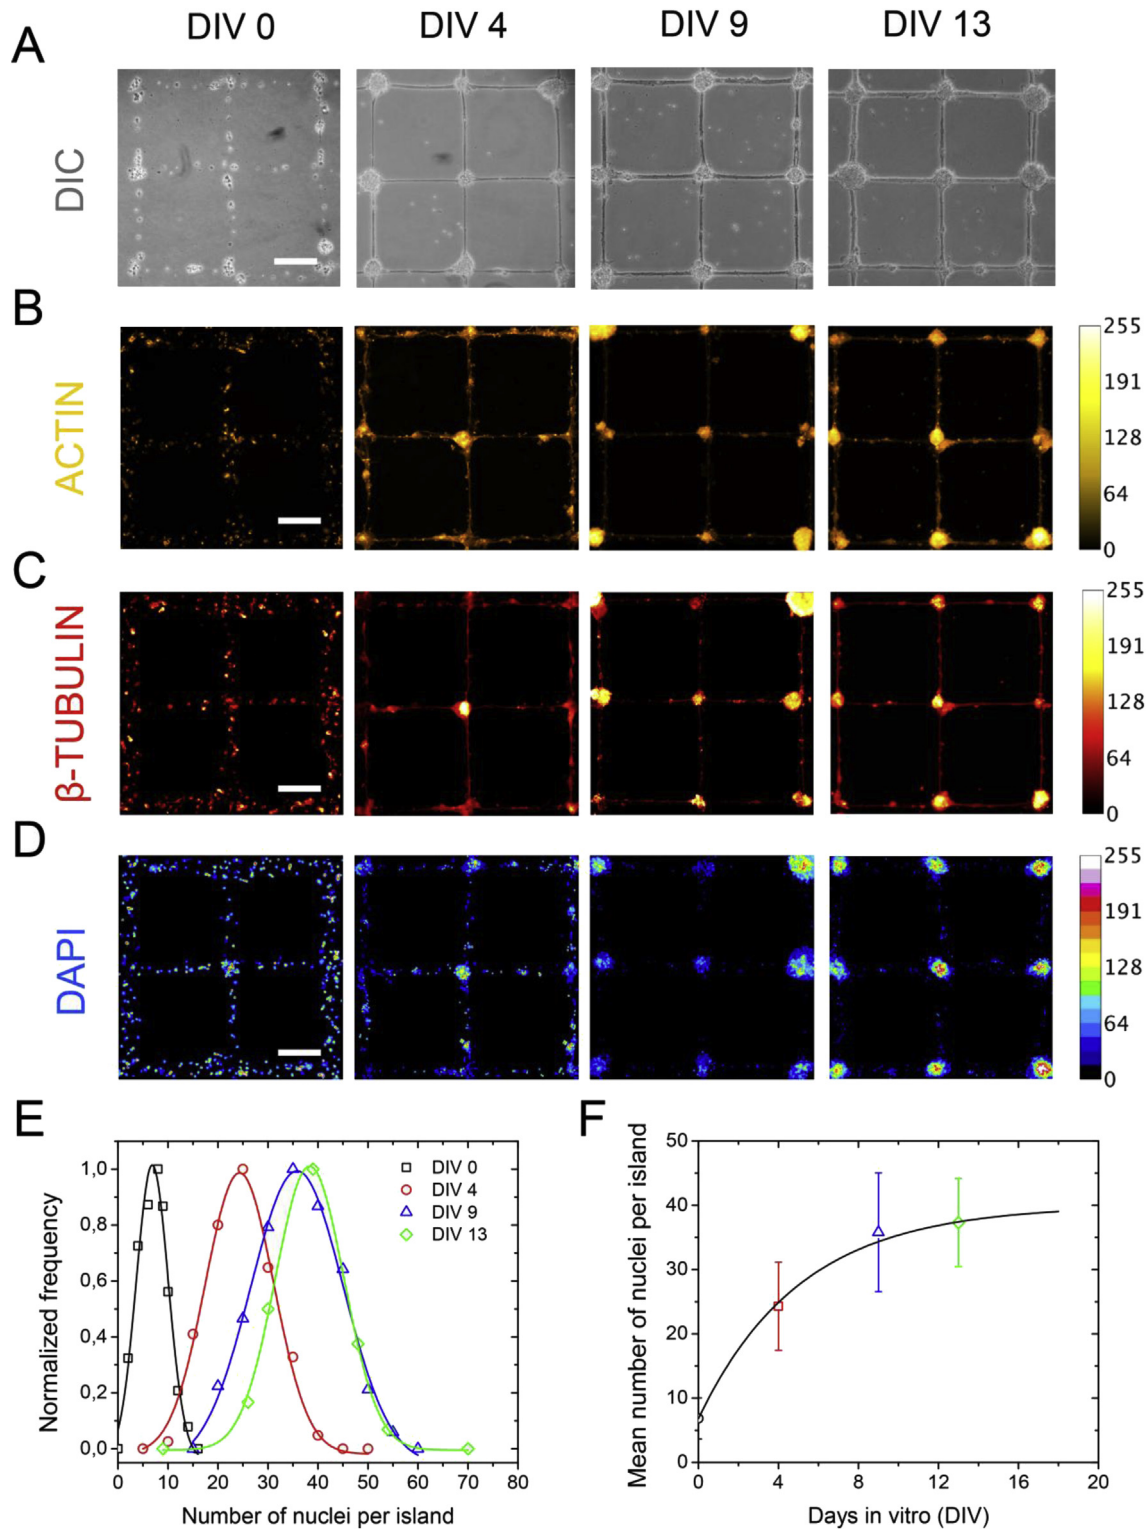 A
DIV 0 DIV 4 DIV 9 DIV 13
DIC
B
ACTIN
255
191
128
64
0
C
β-TUBULIN
255
191
128
64
0
D
DAPI
255
191
128
64
0
E
Normalized frequency
1,0
0,8
0,6
0,4
0,2
0,0
DIV 0
DIV 4
DIV 9
DIV 13
0 10 20 30 40 50 60 70 80
Number of nuclei per island
F
Mean number of nuclei per island
50
40
30
20
10
0
0 4 8 12 16 20
Days in vitro (DIV)